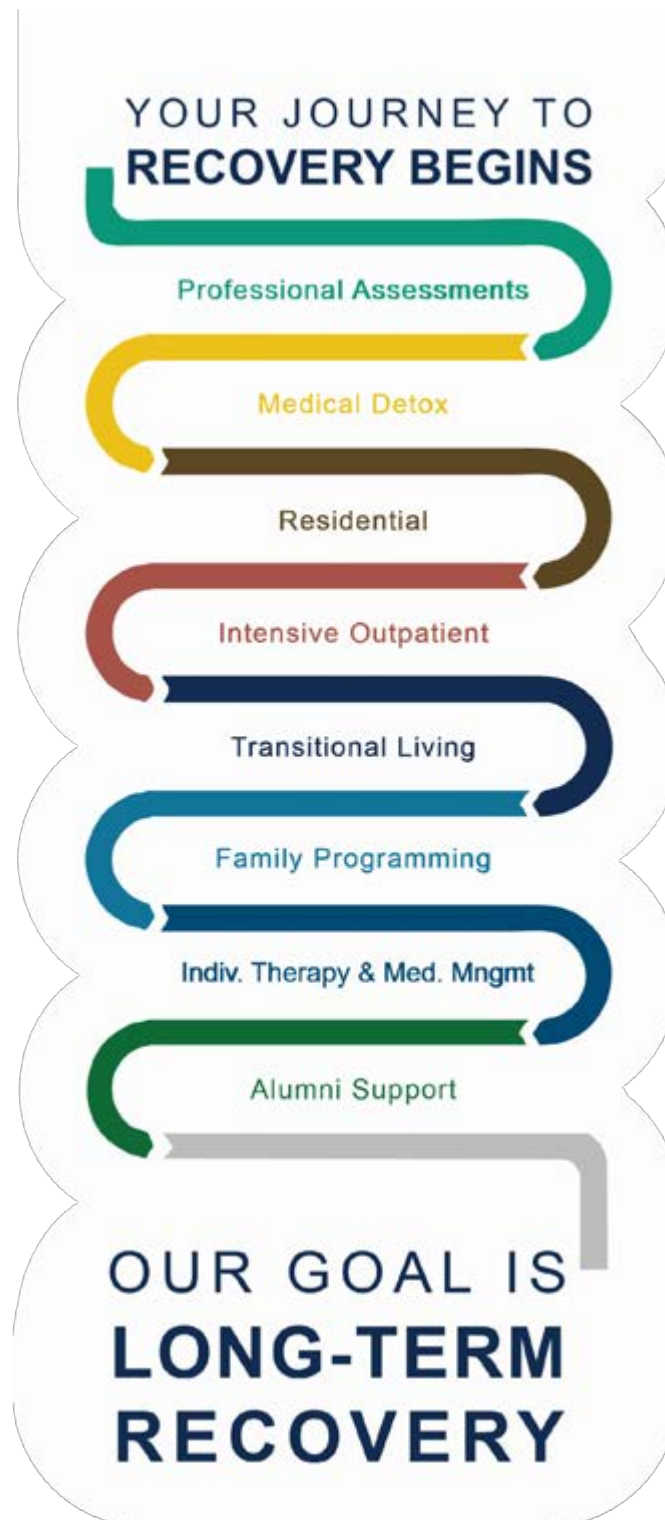 YOUR JOURNEY TO
RECOVERY BEGINS
Professional Assessments
Medical Detox
Residential
Intensive Outpatient
Transitional Living
Family Programming
Indiv. Therapy & Med. Mngmt
Alumni Support
OUR GOAL IS
LONG-TERM
RECOVERY